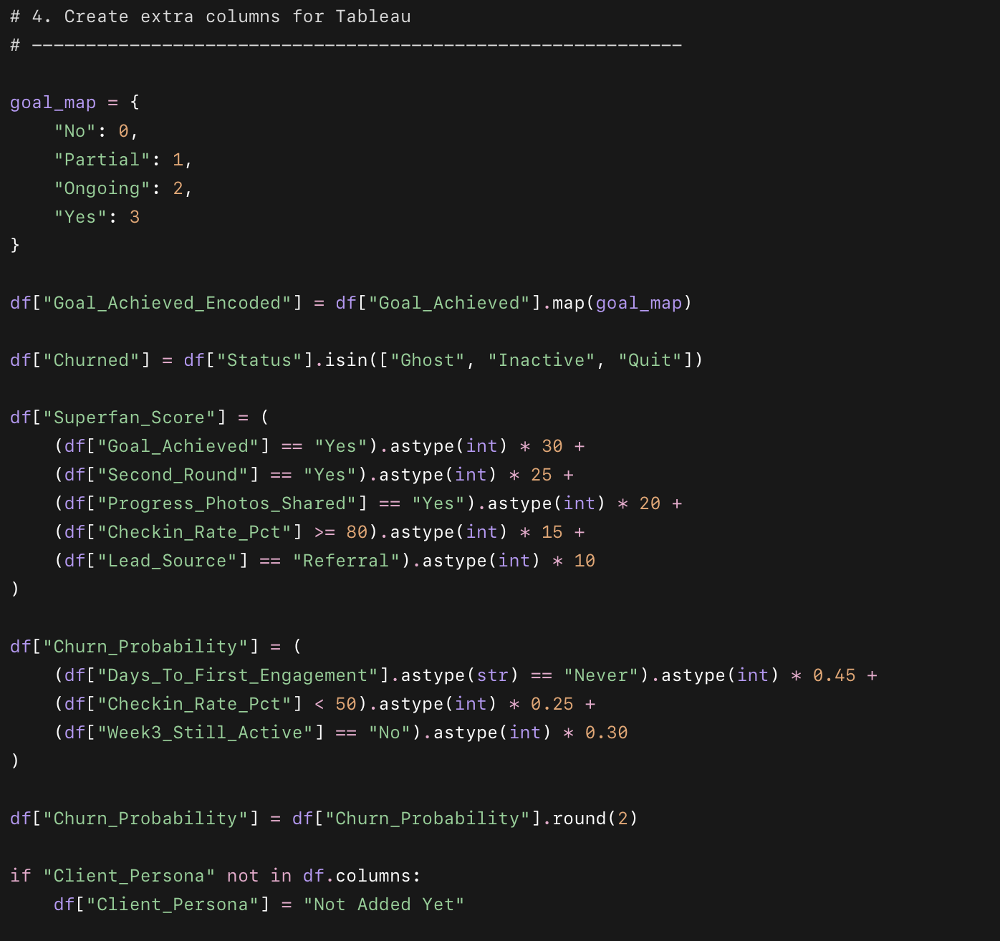 # 4. Create extra columns for Tableau
# ────────────────────────────────────────────────────────────
goal_map = {
    "No": 0,
    "Partial": 1,
    "Ongoing": 2,
    "Yes": 3
}
df["Goal_Achieved_Encoded"] = df["Goal_Achieved"].map(goal_map)
df["Churned"] = df["Status"].isin(["Ghost", "Inactive", "Quit"])
df["Superfan_Score"] = (
    (df["Goal_Achieved"] == "Yes").astype(int) * 30 +
    (df["Second_Round"] == "Yes").astype(int) * 25 +
    (df["Progress_Photos_Shared"] == "Yes").astype(int) * 20 +
    (df["Checkin_Rate_Pct"] >= 80).astype(int) * 15 +
    (df["Lead_Source"] == "Referral").astype(int) * 10
)
df["Churn_Probability"] = (
    (df["Days_To_First_Engagement"].astype(str) == "Never").astype(int) * 0.45 +
    (df["Checkin_Rate_Pct"] < 50).astype(int) * 0.25 +
    (df["Week3_Still_Active"] == "No").astype(int) * 0.30
)
df["Churn_Probability"] = df["Churn_Probability"].round(2)
if "Client_Persona" not in df.columns:
    df["Client_Persona"] = "Not Added Yet"